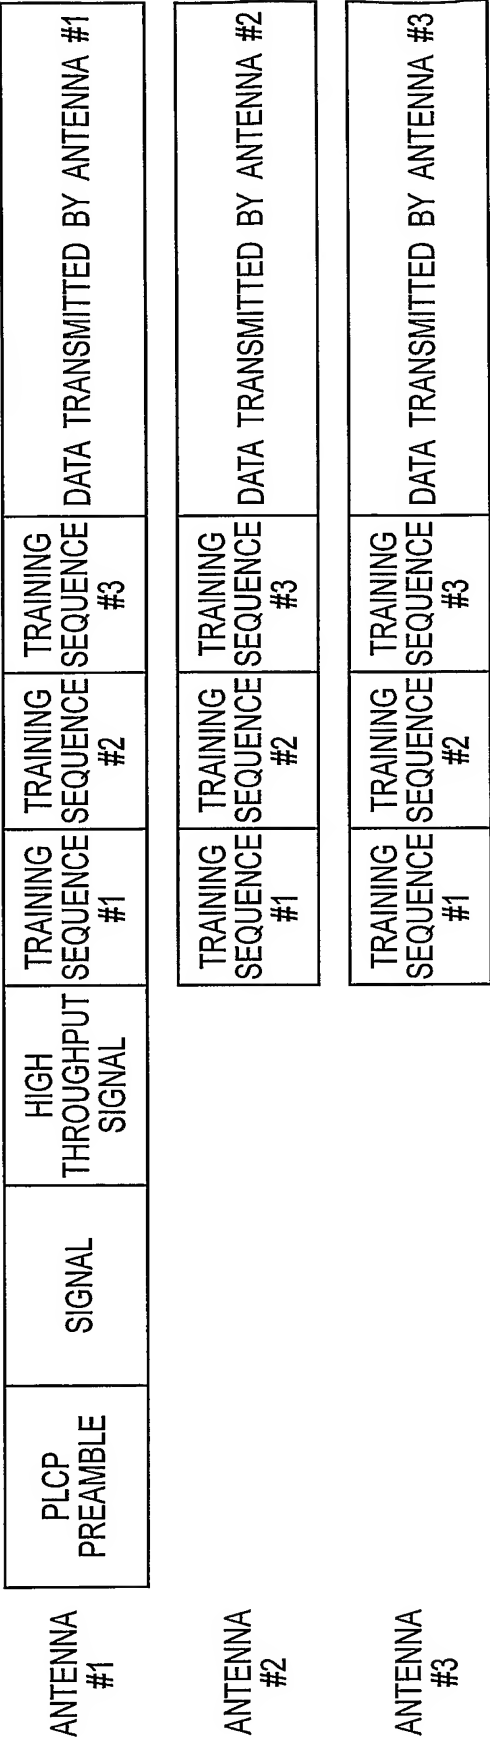 ANTENNA
#1
PLCP
PREAMBLE
SIGNAL
HIGH
THROUGHPUT
SIGNAL
TRAINING
SEQUENCE
#1
TRAINING
SEQUENCE
#2
TRAINING
SEQUENCE
#3
DATA TRANSMITTED BY ANTENNA #1
ANTENNA
#2
TRAINING
SEQUENCE
#1
TRAINING
SEQUENCE
#2
TRAINING
SEQUENCE
#3
DATA TRANSMITTED BY ANTENNA #2
ANTENNA
#3
TRAINING
SEQUENCE
#1
TRAINING
SEQUENCE
#2
TRAINING
SEQUENCE
#3
DATA TRANSMITTED BY ANTENNA #3